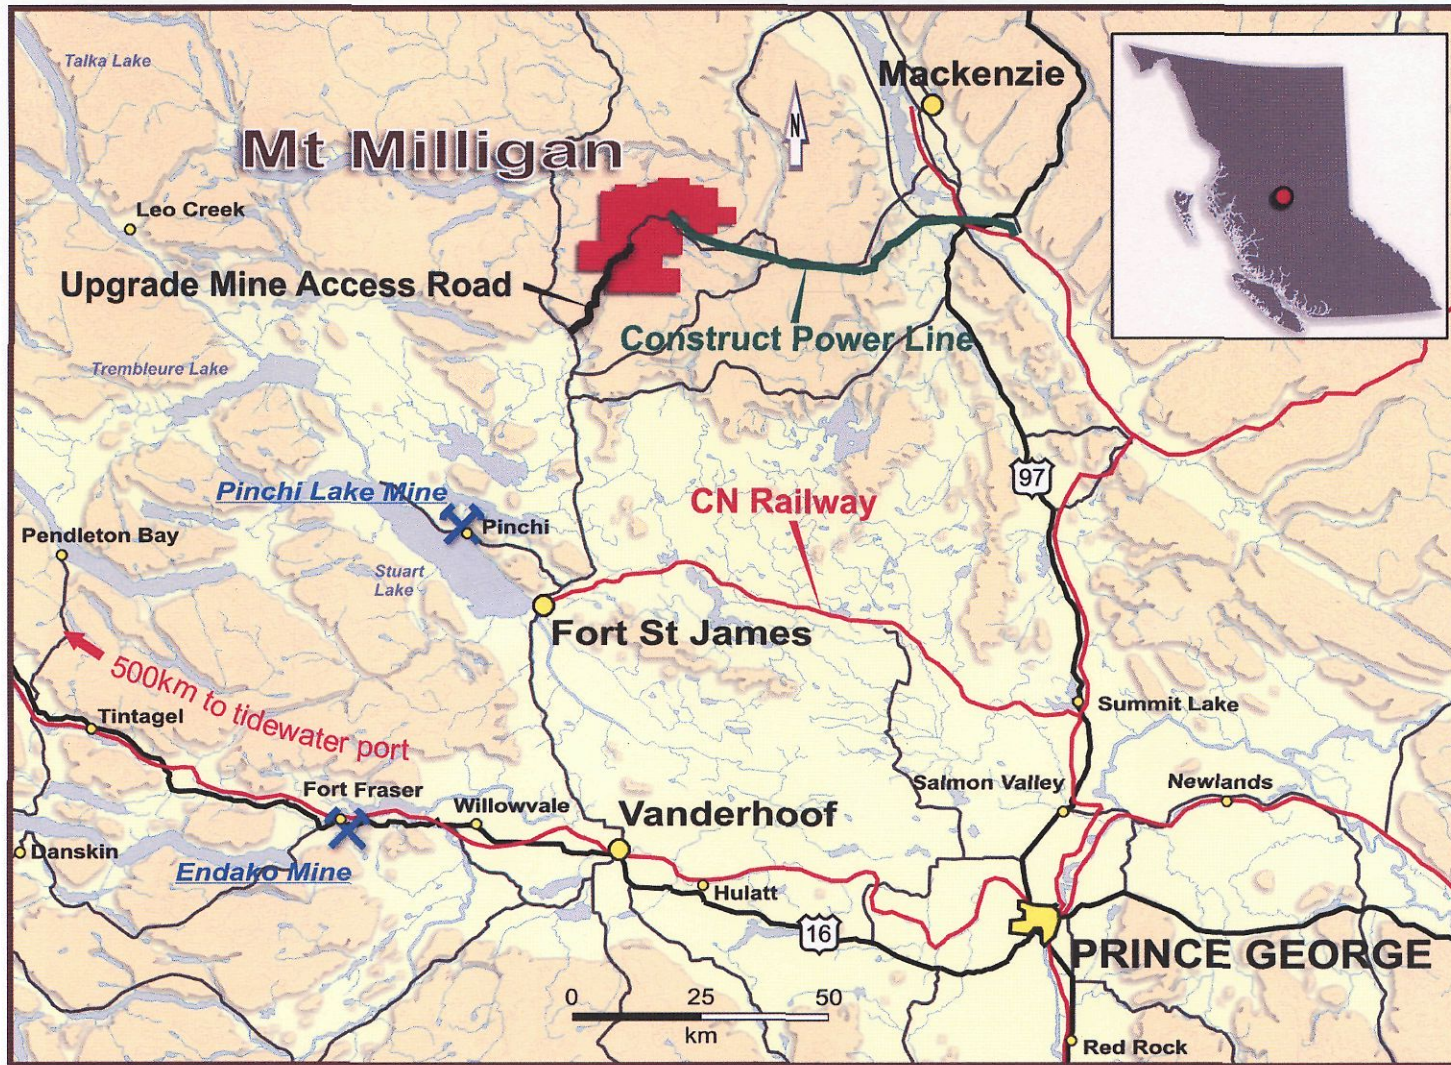 Talka Lake
Mackenzie
N
Mt Milligan
Leo Creek
Upgrade Mine Access Road
Construct Power Line
Trembleure Lake
97
Pinchi Lake Mine
CN Railway
Pinchi
Pendleton Bay
Stuart
Lake
Fort St James
500km to tidewater port
Summit Lake
Tintagel
Fort Fraser
Willowvale
Vanderhoof
Salmon Valley
Newlands
Danskin
Endako Mine
Hulatt
16
PRINCE GEORGE
0 25 50
km
Red Rock